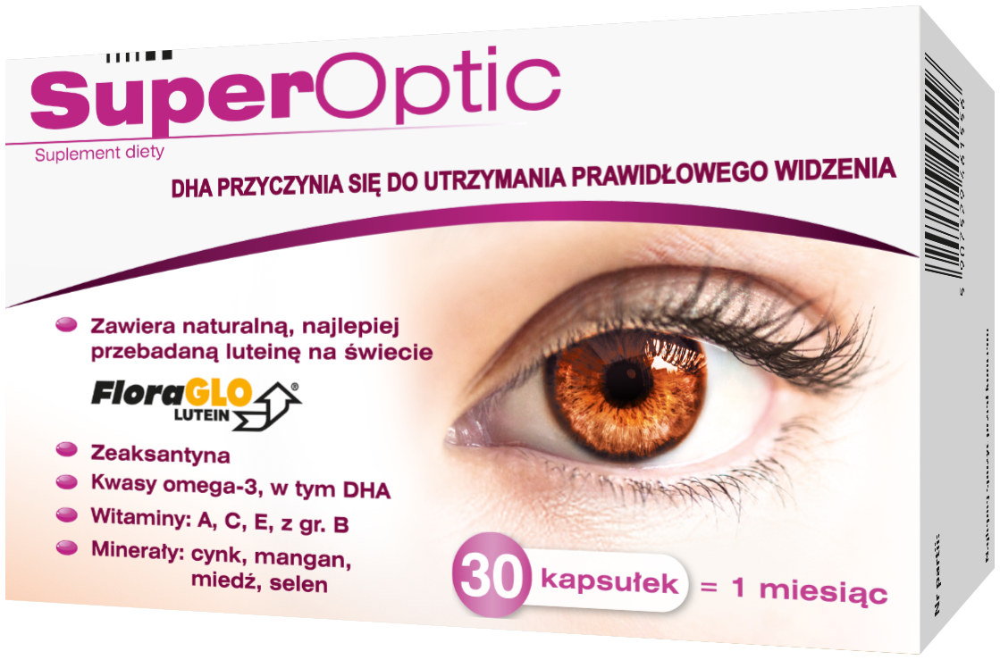 SuperOptic
Suplement diety
DHA PRZYCZYNIA SIĘ DO UTRZYMANIA PRAWIDŁOWEGO WIDZENIA
Zawiera naturalną, najlepiej
przebadaną luteinę na świecie
FloraGLO ®
LUTEIN
Zeaksantyna
Kwasy omega-3, w tym DHA
Witaminy: A, C, E, z gr. B
Minerały: cynk, mangan,
miedź, selen
30 kapsułek = 1 miesiąc
Nr partii: